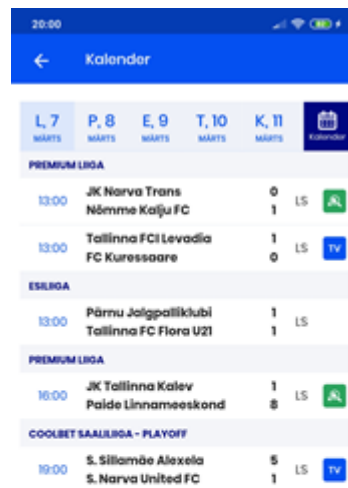 20:00
Kalender
L, 7 P, 8 E, 9 T, 10 K, 11
MÄRTS MÄRTS MÄRTS MÄRTS MÄRTS Kalender
PREMIUM LIIGA
JK Narva Trans 0
13:00 LS
Nõmme Kalju FC 1
Tallinna FCI Levadia 1
13:00 LS TV
FC Kuressaare 0
ESILIIGA
Pärnu Jalgpalliklubi 1
13:00 LS
Tallinna FC Flora U21 1
PREMIUM LIIGA
JK Tallinna Kalev 1
16:00 LS
Paide Linnameeskond 8
COOLBET SAALILIIGA - PLAYOFF
S. Sillamäe Alexela 5
19:00 LS TV
S. Narva United FC 1